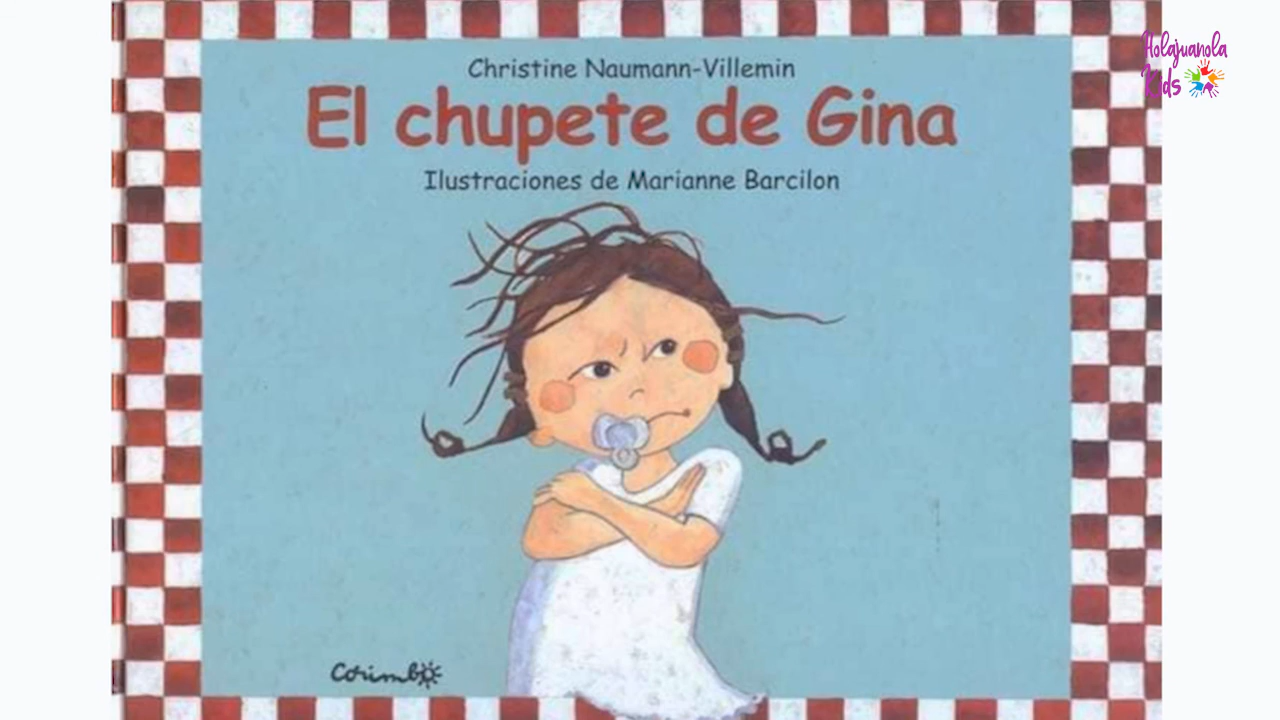 Holajuanola
Kids
Christine Naumann-Villemin
El chupete de Gina
Ilustraciones de Marianne Barcilon
Corimbo